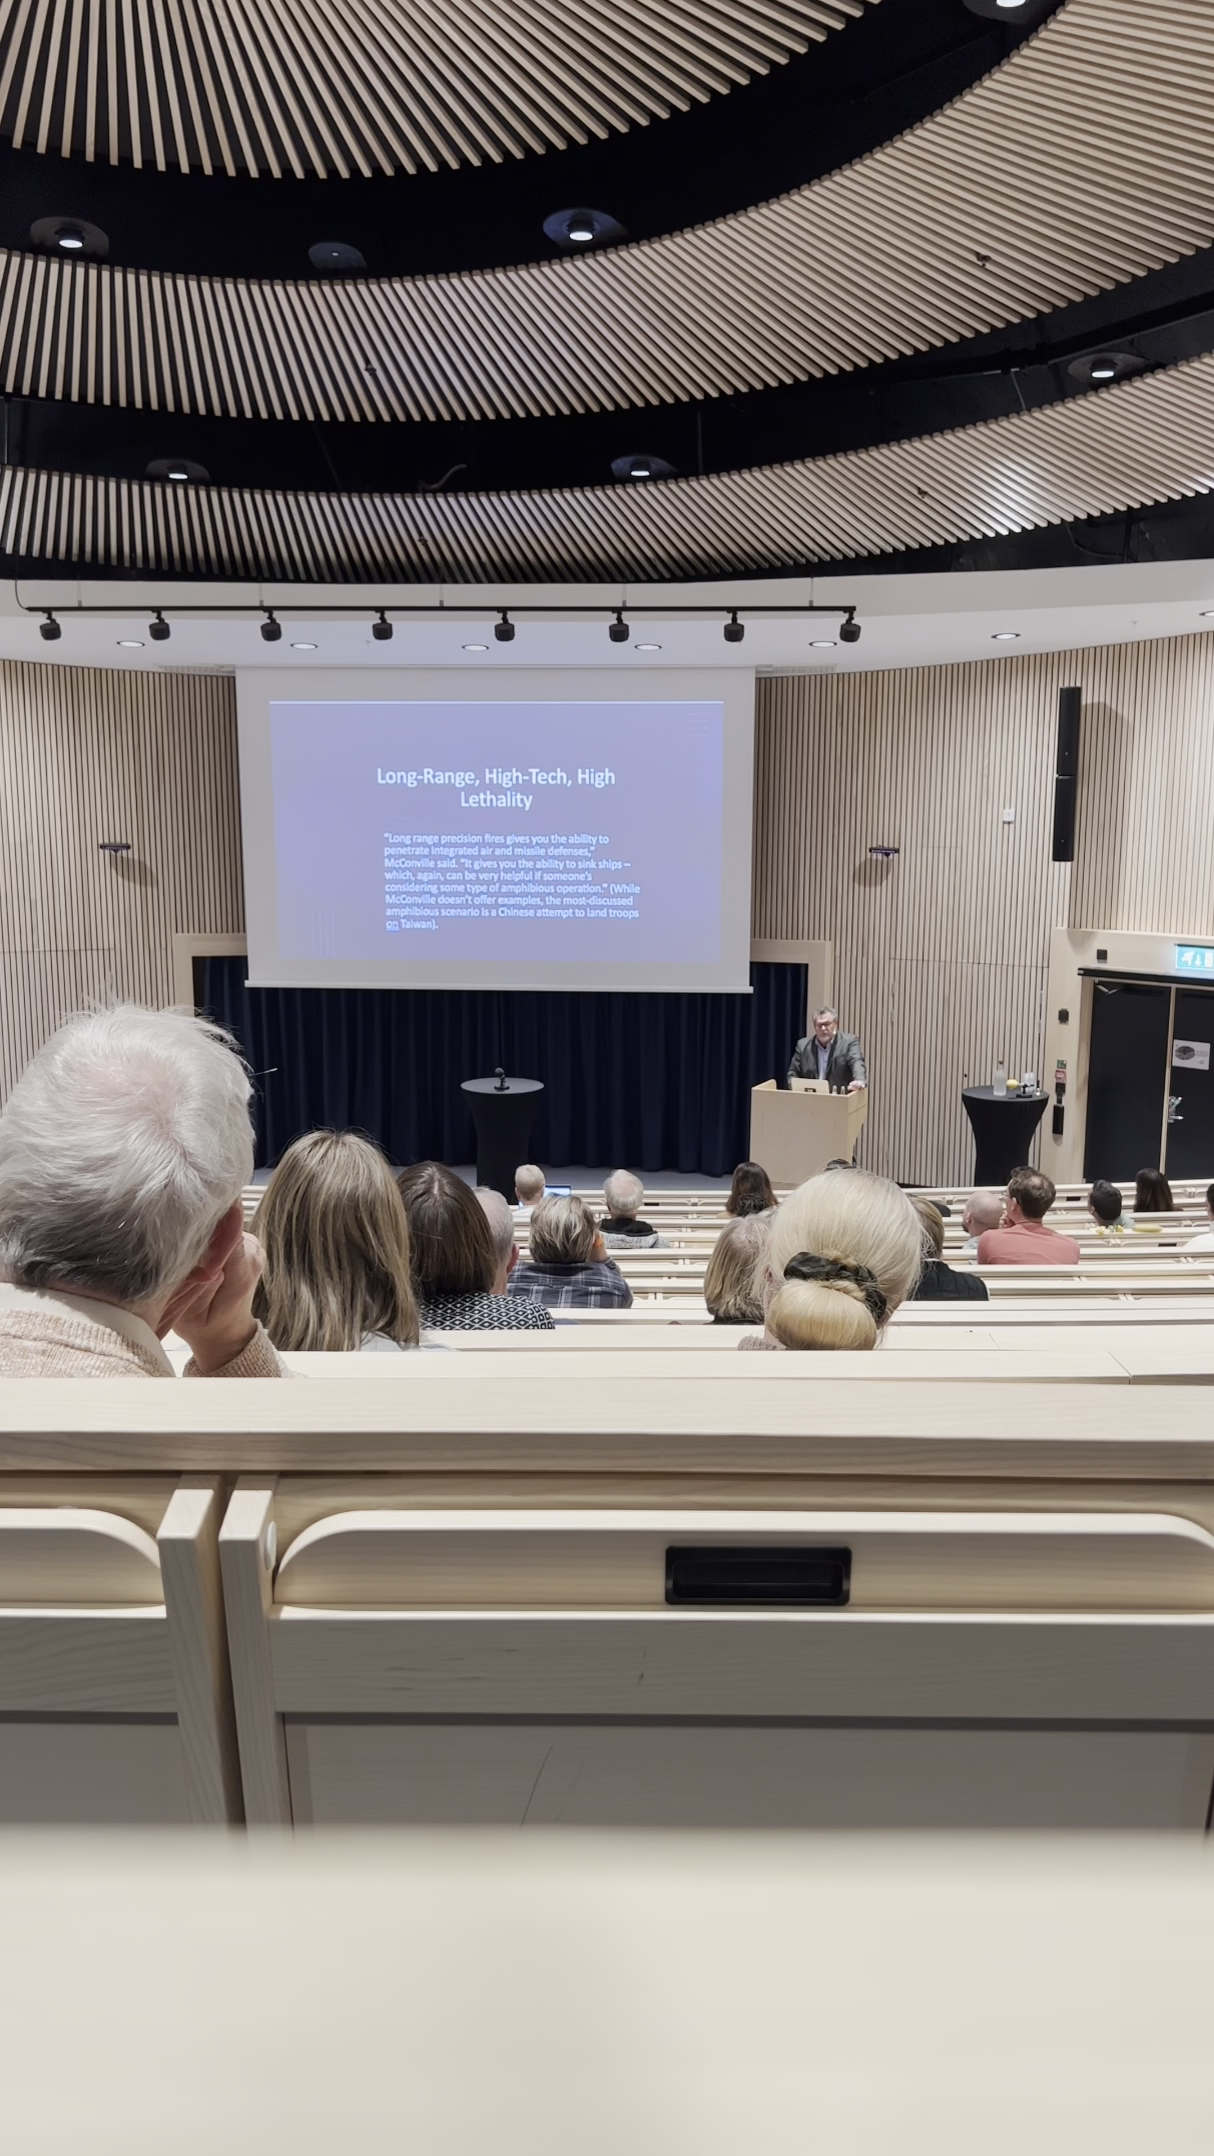 Long-Range, High-Tech, High
Lethality
"Long range precision fires gives you the ability to
penetrate integrated air and missile defenses,"
McConville said. "It gives you the ability to sink ships –
which, again, can be very helpful if someone's
considering some type of amphibious operation." (While
McConville doesn't offer examples, the most-discussed
amphibious scenario is a Chinese attempt to land troops
on Taiwan).